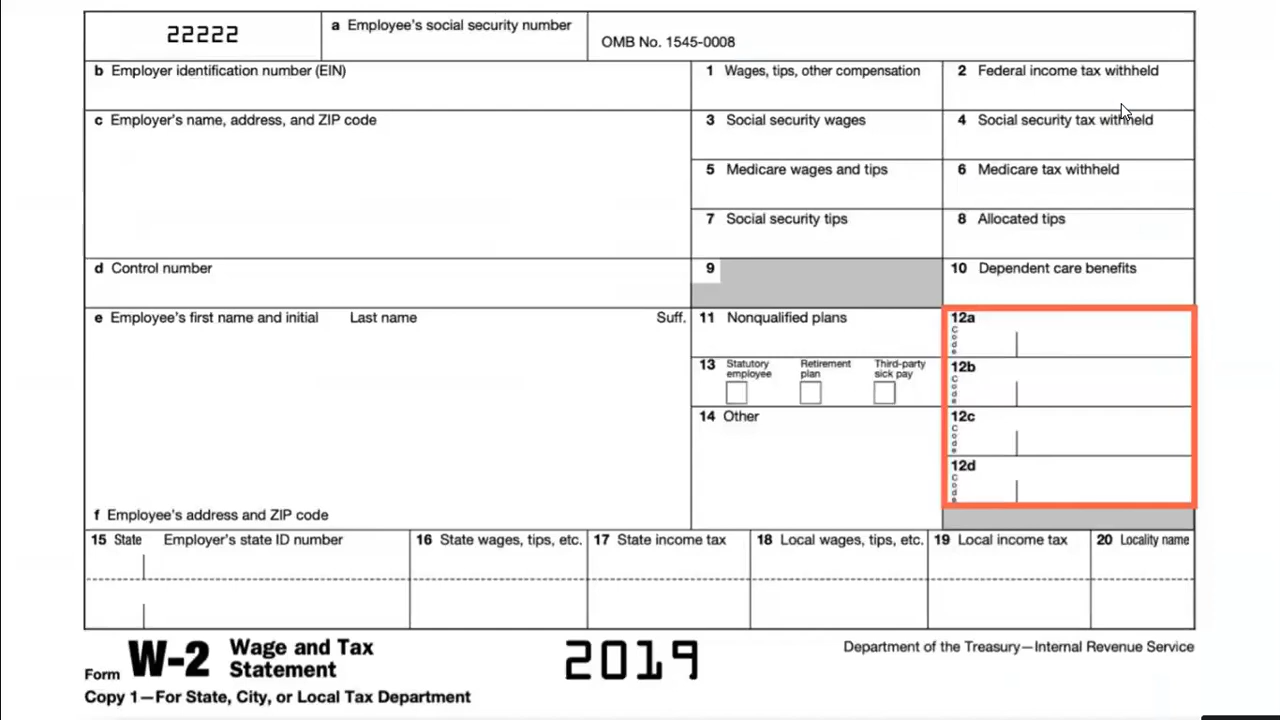 22222
a Employee's social security number
OMB No. 1545-0008
b Employer identification number (EIN)
1 Wages, tips, other compensation
2 Federal income tax withheld
c Employer's name, address, and ZIP code
3 Social security wages
4 Social security tax withheld
5 Medicare wages and tips
6 Medicare tax withheld
7 Social security tips
8 Allocated tips
d Control number
9
10 Dependent care benefits
e Employee's first name and initial Last name Suff.
11 Nonqualified plans
12a
Code
13 Statutory employee Retirement plan Third-party sick pay
12b
Code
14 Other
12c
Code
12d
Code
f Employee's address and ZIP code
15 State Employer's state ID number
16 State wages, tips, etc.
17 State income tax
18 Local wages, tips, etc.
19 Local income tax
20 Locality name
Form W-2 Wage and Tax
Statement
2019
Department of the Treasury—Internal Revenue Service
Copy 1—For State, City, or Local Tax Department